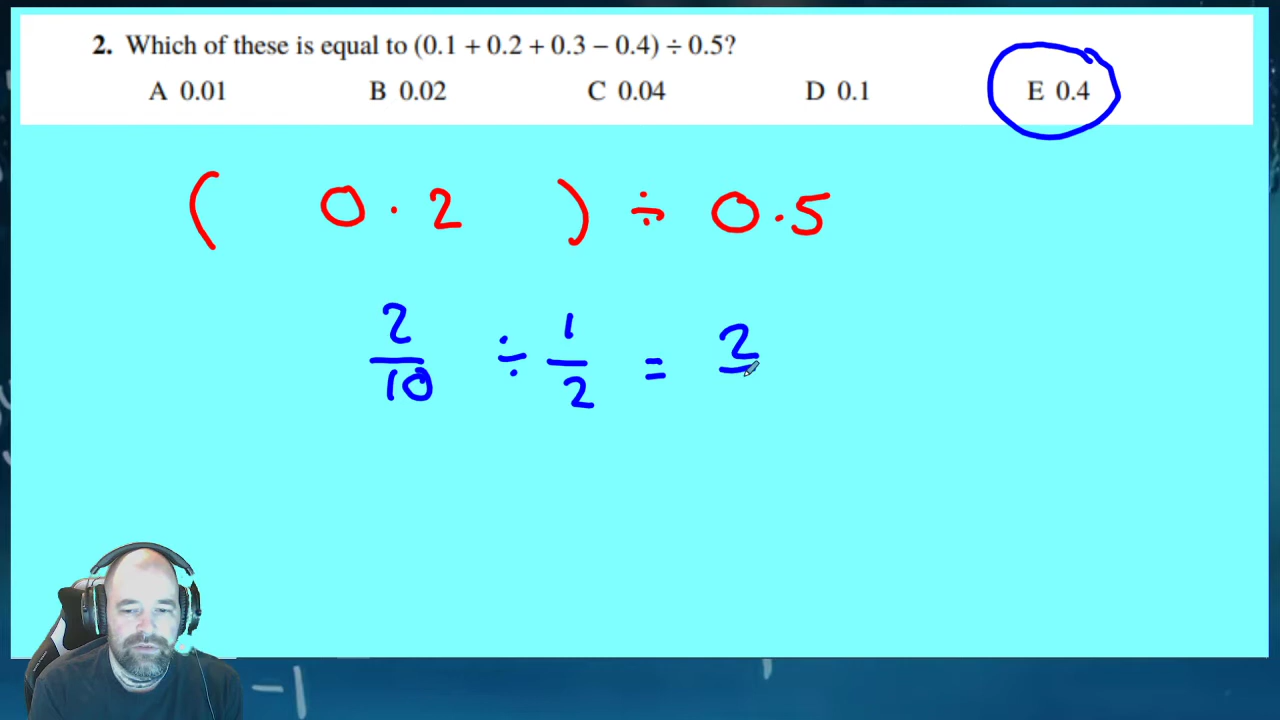 2. Which of these is equal to (0.1 + 0.2 + 0.3 − 0.4) ÷ 0.5?
A 0.01 B 0.02 C 0.04 D 0.1 E 0.4
( 0.2 ) ÷ 0.5
2/10 ÷ 1/2 = 2/
-1